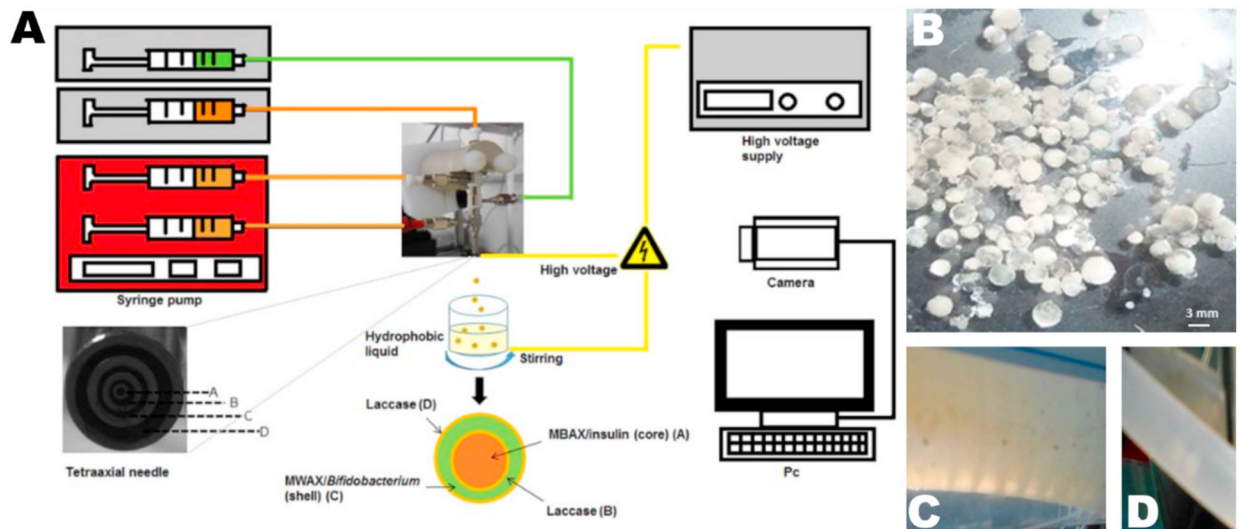 A
B
High voltage
supply
3 mm
High voltage
Camera
Syringe pump
Hydrophobic
liquid
Stirring
A
B
C
D
Tetraaxial needle
Laccase (D)
MBAX/insulin (core) (A)
MWAX/Bifidobacterium
(shell) (C)
Laccase (B)
Pc
C
D